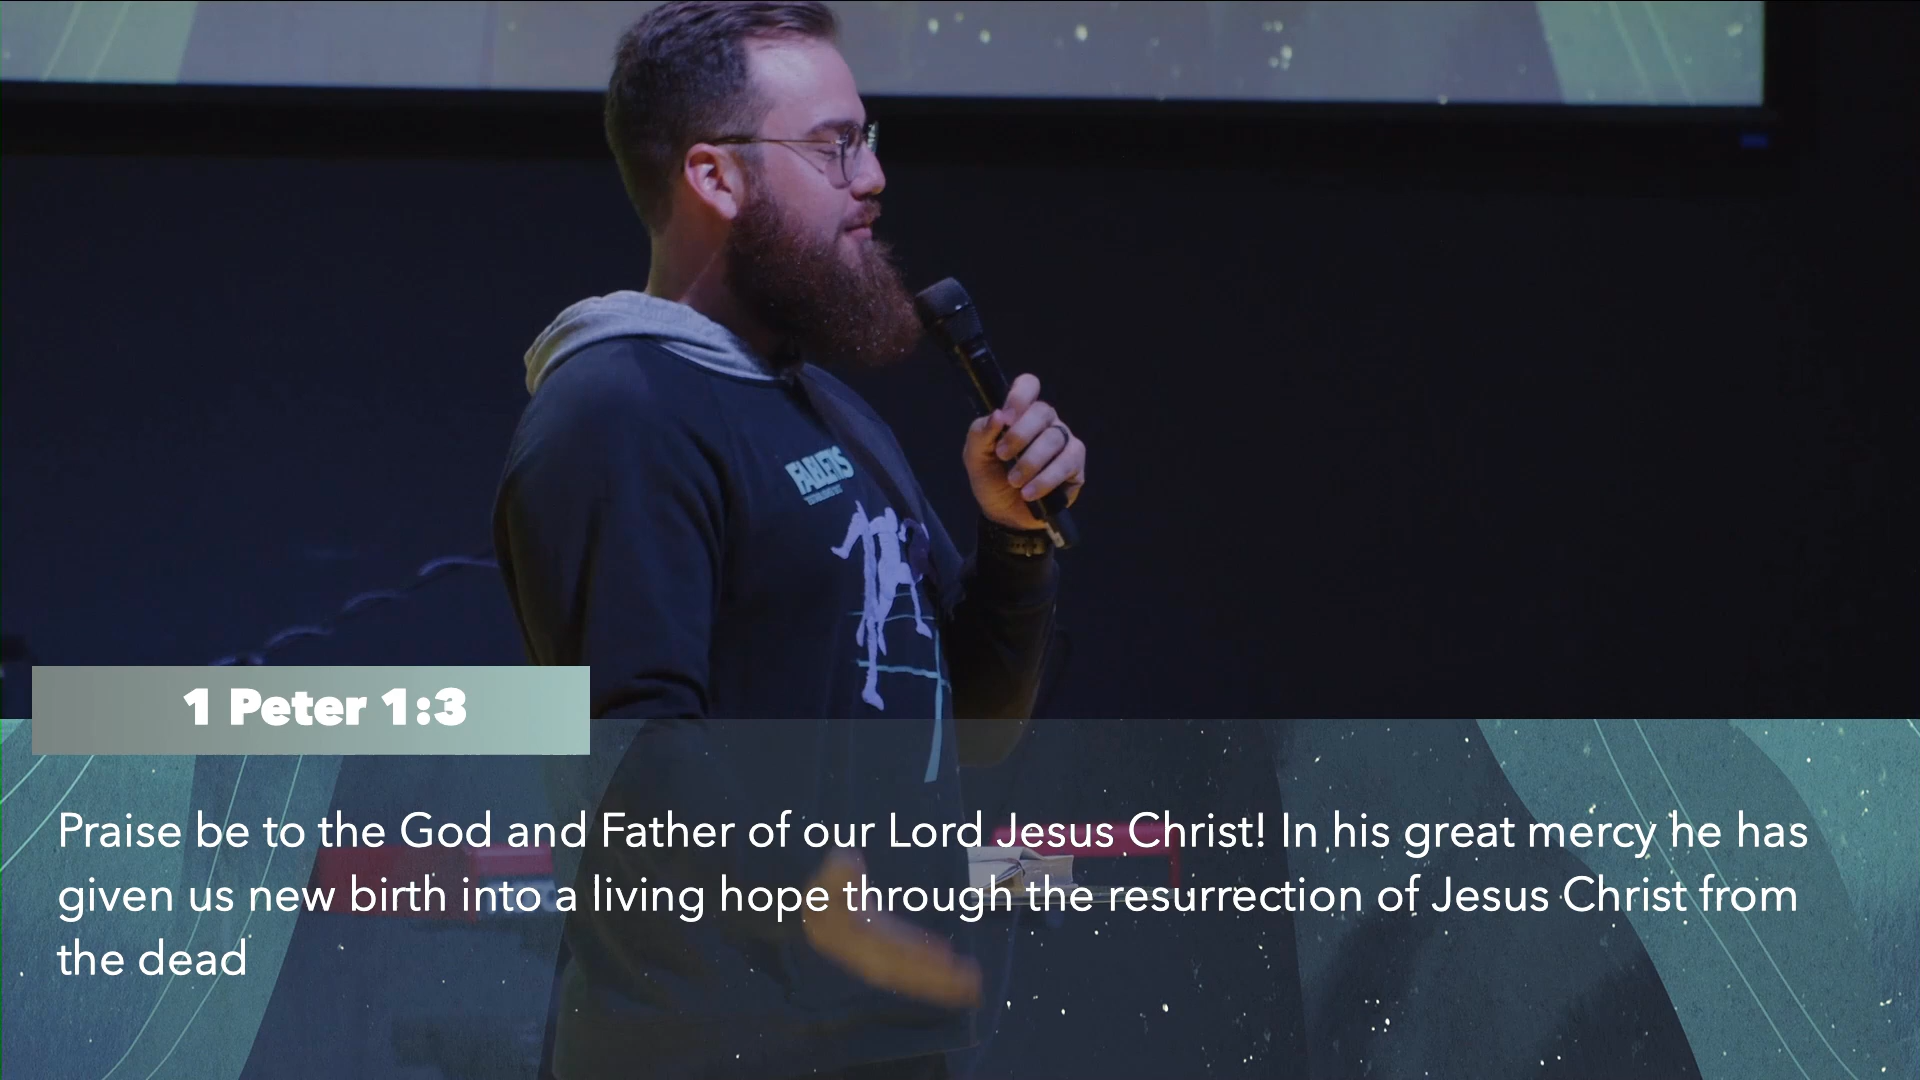 FABLETICS
1 Peter 1:3
Praise be to the God and Father of our Lord Jesus Christ! In his great mercy he has
given us new birth into a living hope through the resurrection of Jesus Christ from
the dead